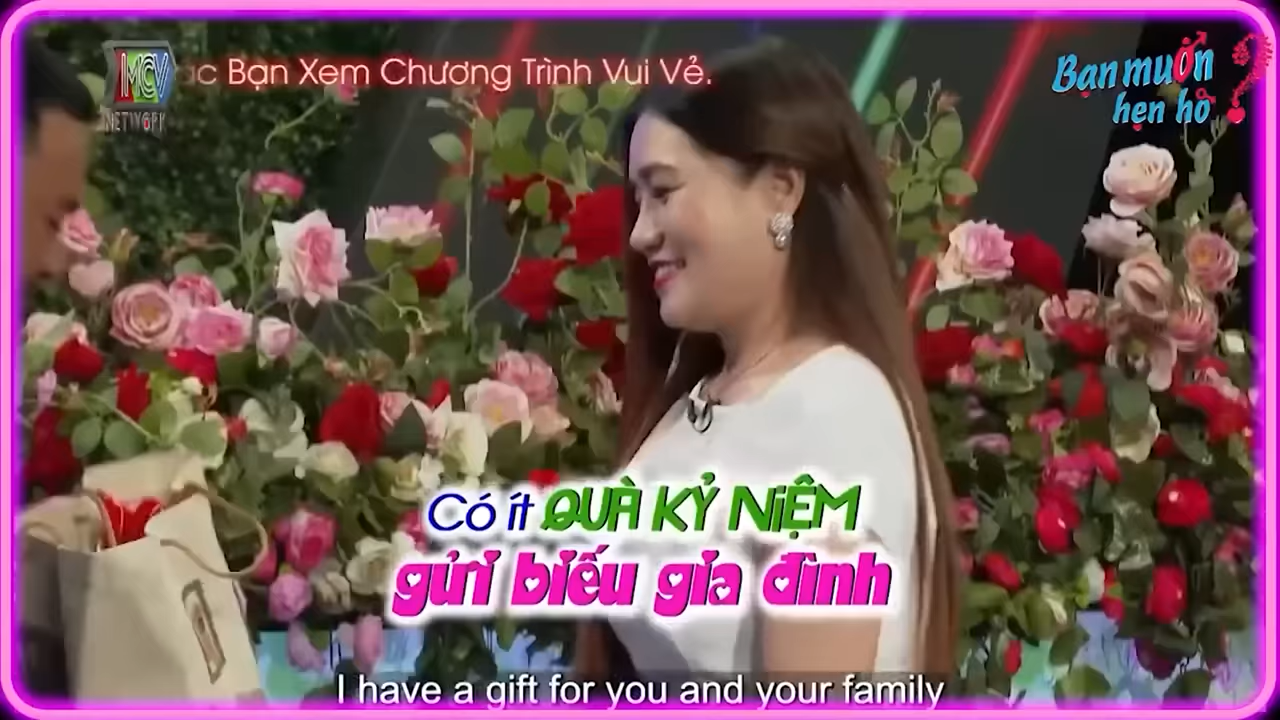 MCV
NETWORK
Bạn Xem Chương Trình Vui Vẻ.
Bạn muốn
hẹn hò ?
Có ít QUÀ KỶ NIỆM
gửi biếu gia đình
I have a gift for you and your family